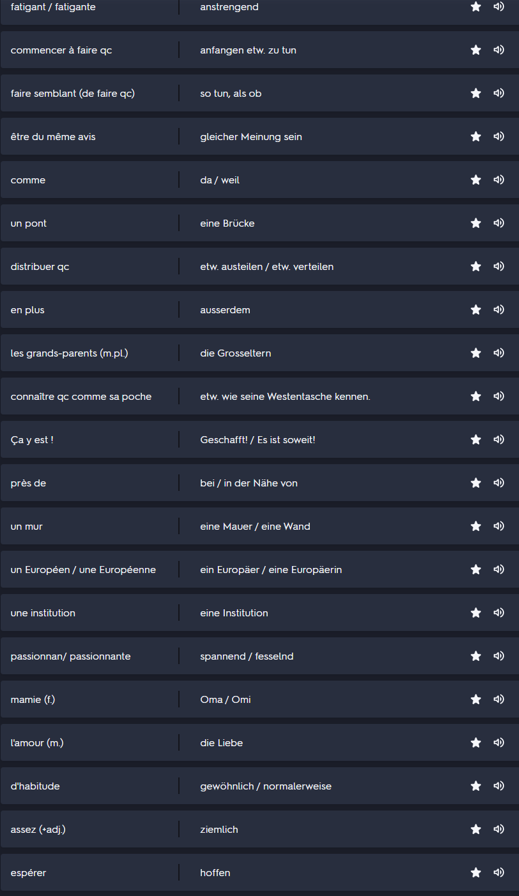 fatigant / fatigante anstrengend
commencer à faire qc anfangen etw. zu tun
faire semblant (de faire qc) so tun, als ob
être du même avis gleicher Meinung sein
comme da / weil
un pont eine Brücke
distribuer qc etw. austeilen / etw. verteilen
en plus ausserdem
les grands-parents (m.pl.) die Grosseltern
connaître qc comme sa poche etw. wie seine Westentasche kennen.
Ça y est ! Geschafft! / Es ist soweit!
près de bei / in der Nähe von
un mur eine Mauer / eine Wand
un Européen / une Européenne ein Europäer / eine Europäerin
une institution eine Institution
passionnan/ passionnante spannend / fesselnd
mamie (f.) Oma / Omi
l'amour (m.) die Liebe
d'habitude gewöhnlich / normalerweise
assez (+adj.) ziemlich
espérer hoffen